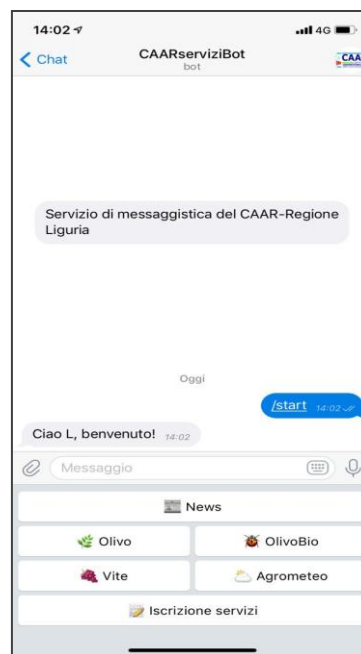 14:02
4G
Chat
CAARserviziBot
bot
CAA
Servizio di messaggistica del CAAR-Regione
Liguria
Oggi
/start 14:02
Ciao L, benvenuto! 14:02
Messaggio
News
Olivo
OlivoBio
Vite
Agrometeo
Iscrizione servizi